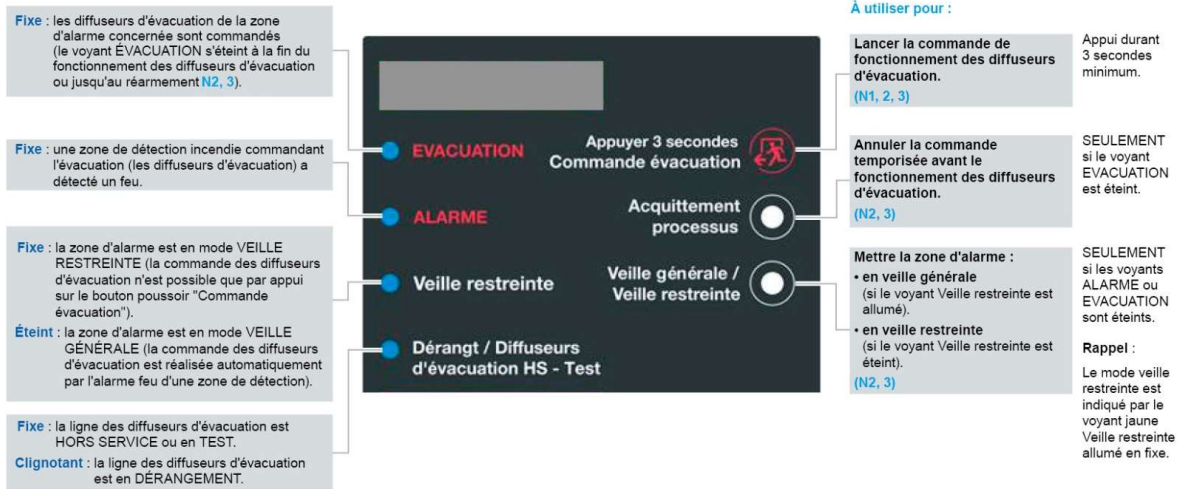 Fixe : les diffuseurs d'évacuation de la zone
d'alarme concernée sont commandés
(le voyant ÉVACUATION s'éteint à la fin du
fonctionnement des diffuseurs d'évacuation
ou jusqu'au réarmement N2, 3).
Fixe : une zone de détection incendie commandant
l'évacuation (les diffuseurs d'évacuation) a
détecté un feu.
Fixe : la zone d'alarme est en mode VEILLE
RESTREINTE (la commande des diffuseurs
d'évacuation n'est possible que par appui
sur le bouton poussoir "Commande
évacuation").
Éteint : la zone d'alarme est en mode VEILLE
GÉNÉRALE (la commande des diffuseurs
d'évacuation est réalisée automatiquement
par l'alarme feu d'une zone de détection).
Fixe : la ligne des diffuseurs d'évacuation est
HORS SERVICE ou en TEST.
Clignotant : la ligne des diffuseurs d'évacuation
est en DÉRANGEMENT.
EVACUATION
Appuyer 3 secondes
Commande évacuation
ALARME
Acquittement
processus
Veille restreinte
Veille générale /
Veille restreinte
Dérangt / Diffuseurs
d'évacuation HS - Test
À utiliser pour :
Lancer la commande de
fonctionnement des diffuseurs
d'évacuation.
(N1, 2, 3)
Appui durant
3 secondes
minimum.
Annuler la commande
temporisée avant le
fonctionnement des diffuseurs
d'évacuation.
(N2, 3)
SEULEMENT
si le voyant
EVACUATION
est éteint.
Mettre la zone d'alarme :
• en veille générale
(si le voyant Veille restreinte est
allumé).
• en veille restreinte
(si le voyant Veille restreinte est
éteint).
(N2, 3)
SEULEMENT
si les voyants
ALARME ou
EVACUATION
sont éteints.
Rappel :
Le mode veille
restreinte est
indiqué par le
voyant jaune
Veille restreinte
allumé en fixe.